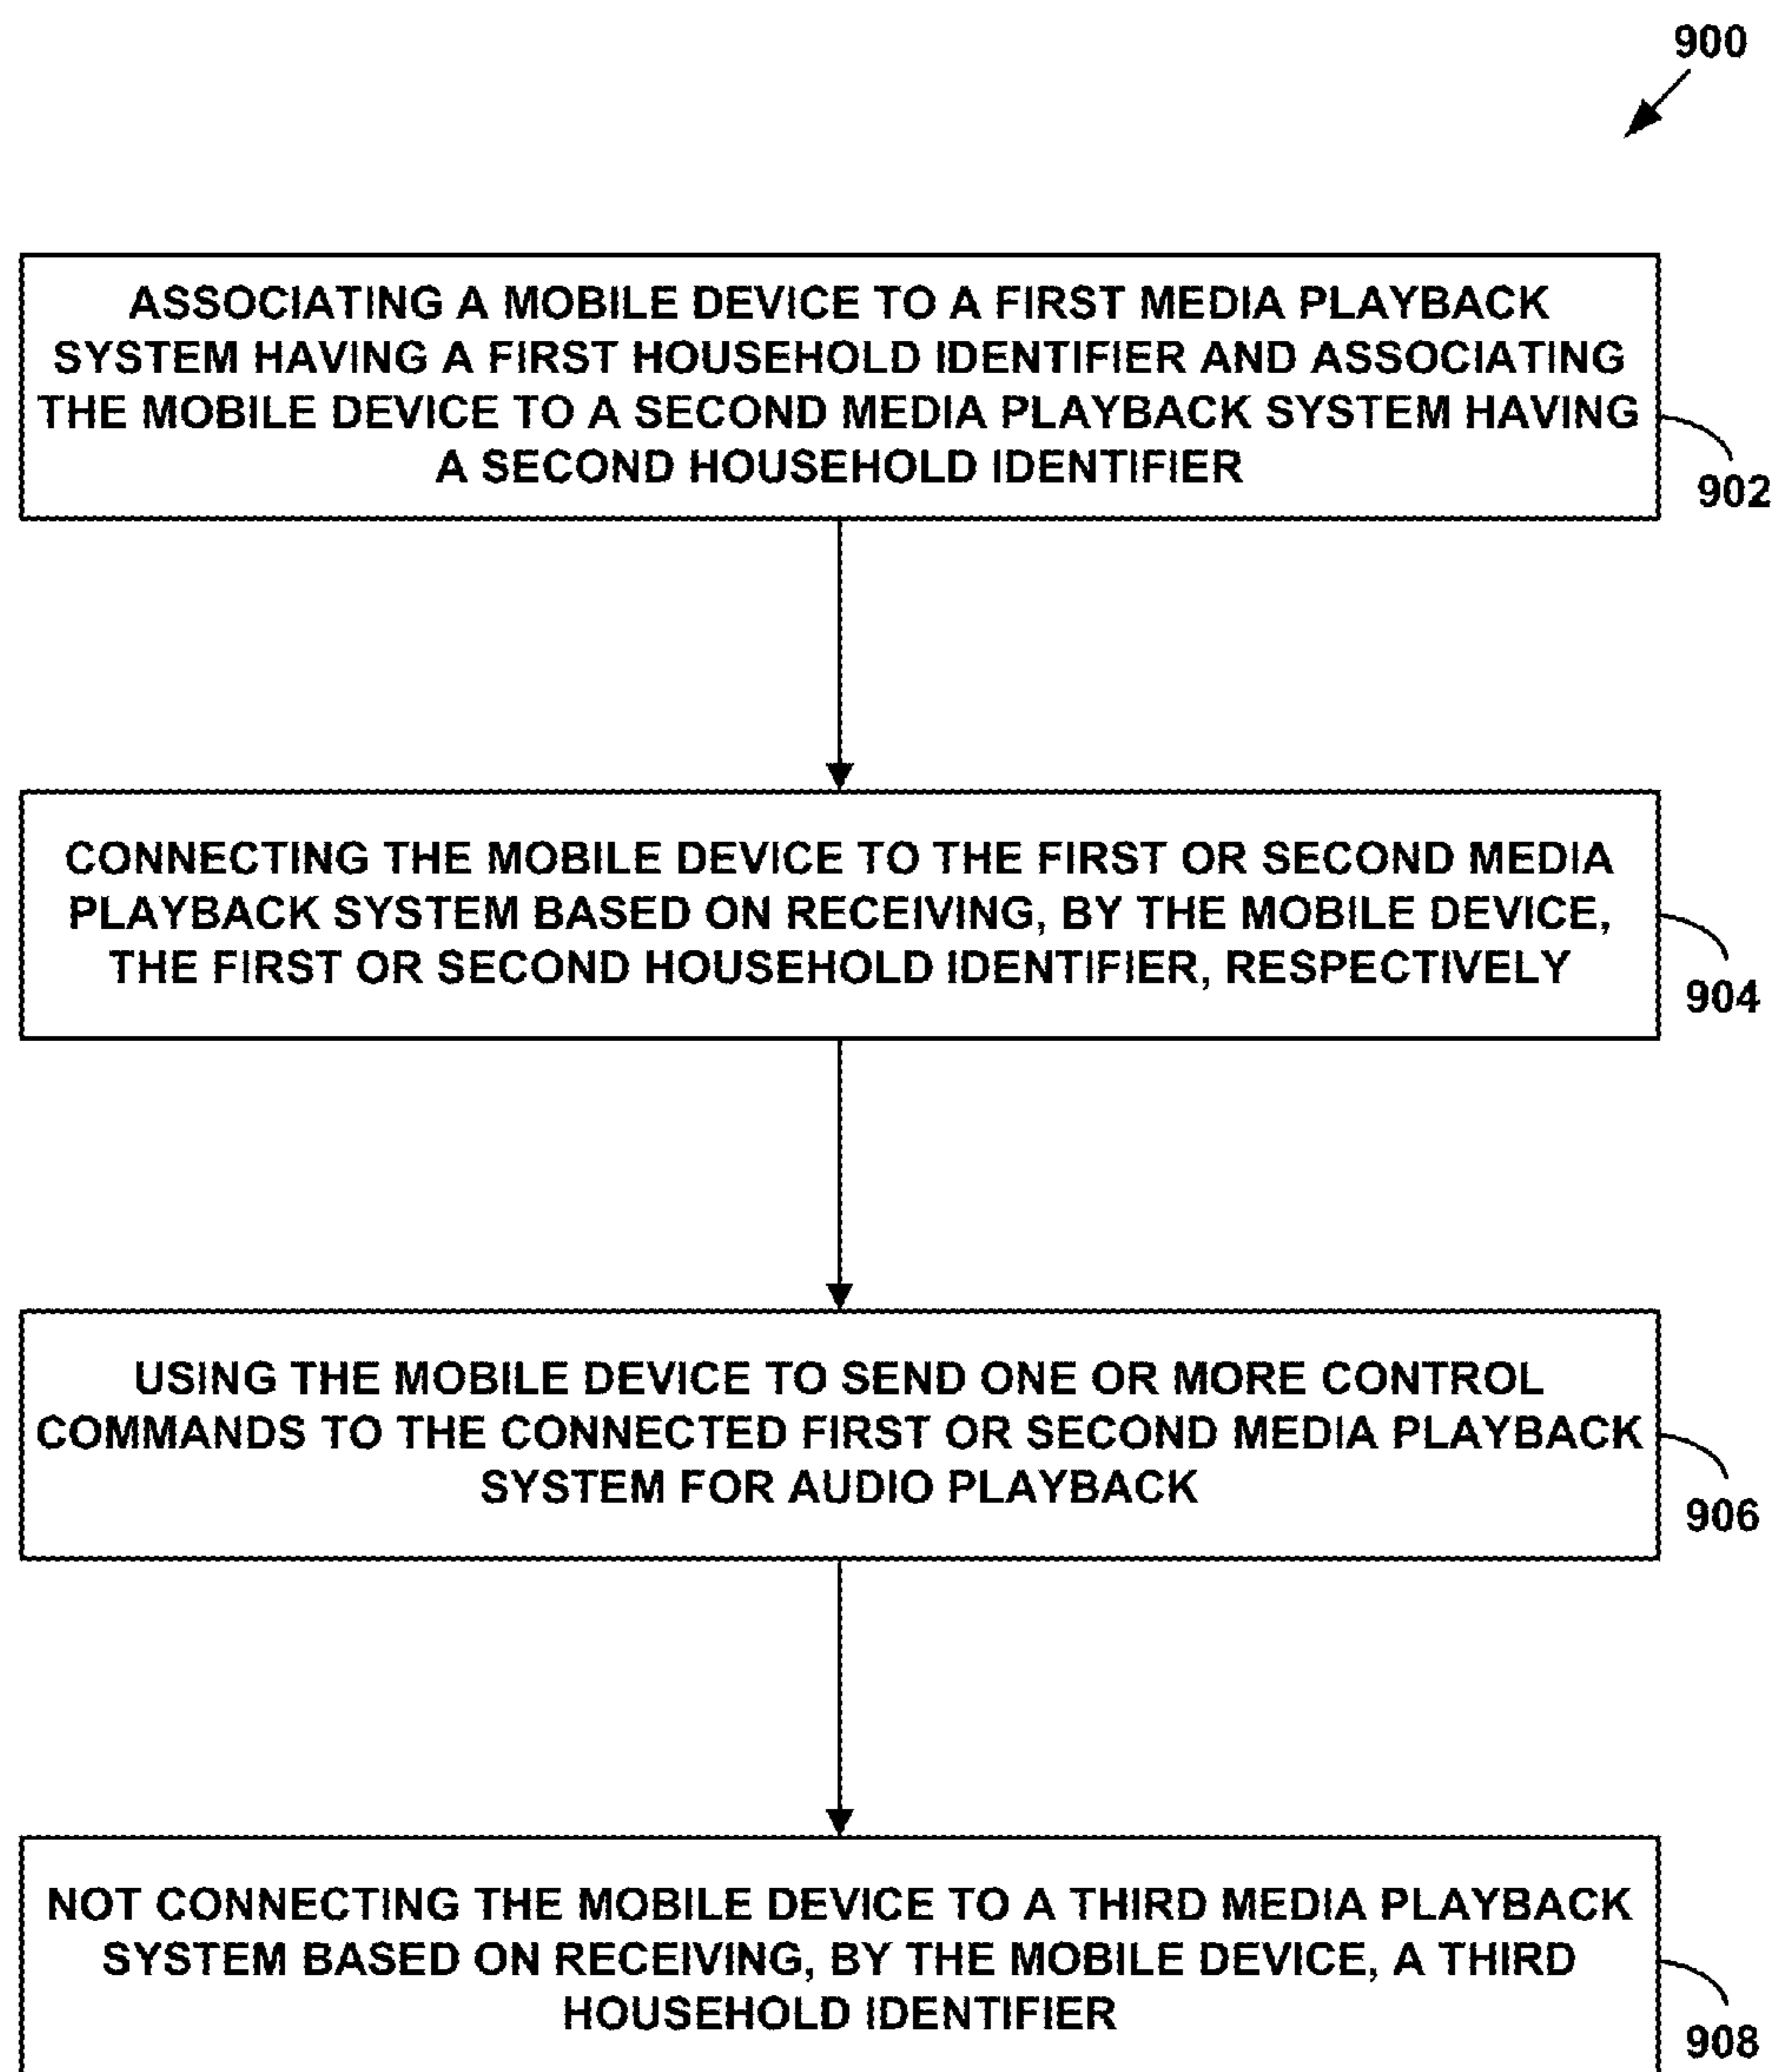 900
ASSOCIATING A MOBILE DEVICE TO A FIRST MEDIA PLAYBACK
SYSTEM HAVING A FIRST HOUSEHOLD IDENTIFIER AND ASSOCIATING
THE MOBILE DEVICE TO A SECOND MEDIA PLAYBACK SYSTEM HAVING
A SECOND HOUSEHOLD IDENTIFIER
902
CONNECTING THE MOBILE DEVICE TO THE FIRST OR SECOND MEDIA
PLAYBACK SYSTEM BASED ON RECEIVING, BY THE MOBILE DEVICE,
THE FIRST OR SECOND HOUSEHOLD IDENTIFIER, RESPECTIVELY
904
USING THE MOBILE DEVICE TO SEND ONE OR MORE CONTROL
COMMANDS TO THE CONNECTED FIRST OR SECOND MEDIA PLAYBACK
SYSTEM FOR AUDIO PLAYBACK
906
NOT CONNECTING THE MOBILE DEVICE TO A THIRD MEDIA PLAYBACK
SYSTEM BASED ON RECEIVING, BY THE MOBILE DEVICE, A THIRD
HOUSEHOLD IDENTIFIER
908